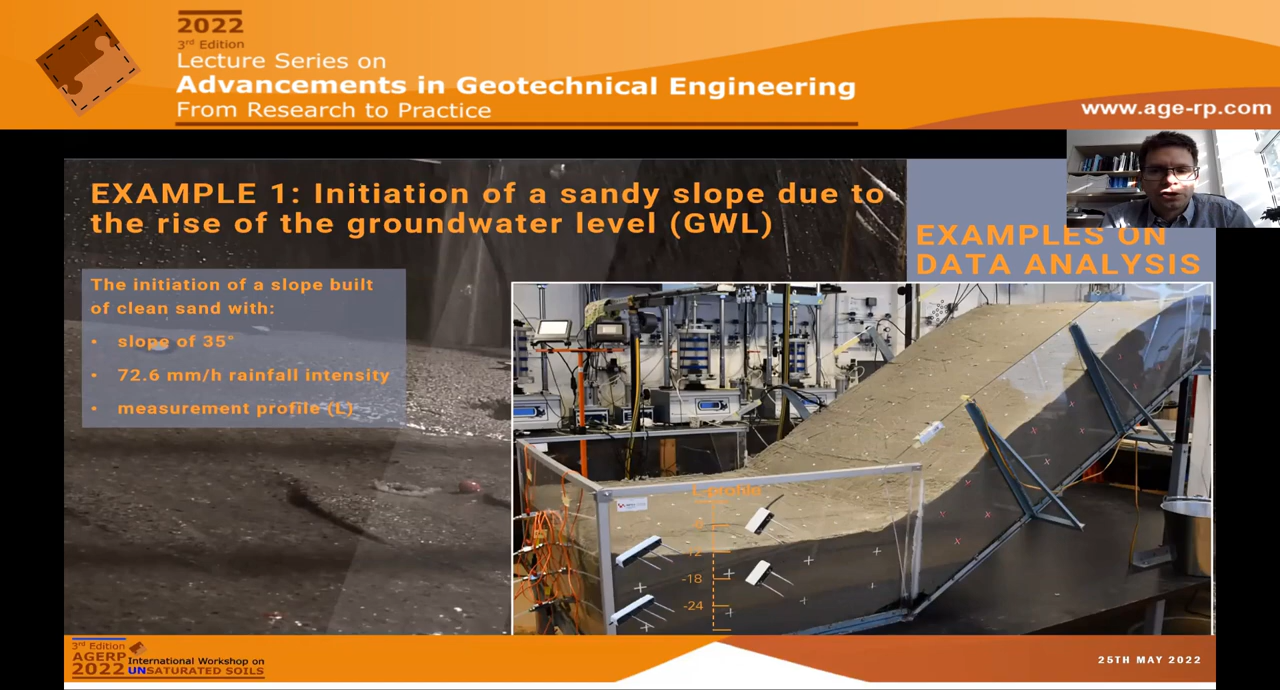 2022
3rd Edition
Lecture Series on
Advancements in Geotechnical Engineering
From Research to Practice
www.age-rp.com
EXAMPLE 1: Initiation of a sandy slope due to
the rise of the groundwater level (GWL)
EXAMPLES ON
DATA ANALYSIS
The initiation of a slope built
of clean sand with:
• slope of 35°
• 72.6 mm/h rainfall intensity
• measurement profile (L)
L-profile
-6
-12
-18
-24
3rd Edition
AGERP
2022
International Workshop on
UNSATURATED SOILS
25TH MAY 2022